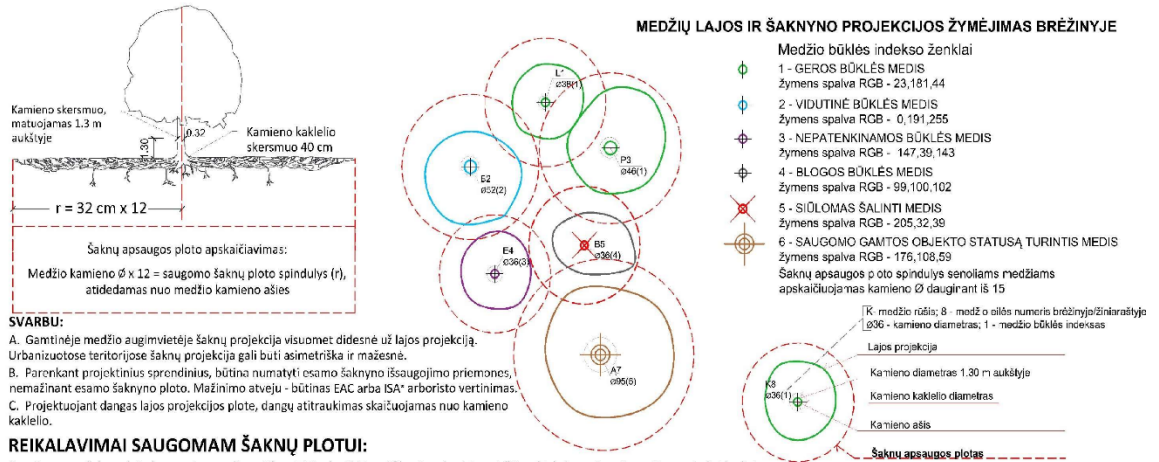 MEDŽIŲ LAJOS IR ŠAKNYNO PROJEKCIJOS ŽYMĖJIMAS BRĖŽINYJE
Kamieno skersmuo,
matuojamas 1.3 m
aukštyje
0.32
1.30
Kamieno kaklelio
skersmuo 40 cm
r = 32 cm x 12
Šaknų apsaugos ploto apskaičiavimas:
Medžio kamieno Ø x 12 = saugomo šaknų ploto spindulys (r),
atidedamas nuo medžio kamieno ašies
SVARBU:
A. Gamtinėje medžio augimvietėje šaknų projekcija visuomet didesnė už lajos projekciją.
Urbanizuotose teritorijose šaknų projekcija gali buti asimetriška ir mažesnė.
B. Parenkant projektinius sprendinius, būtina numatyti esamo šaknyno išsaugojimo priemones,
nemažinant esamo šaknyno ploto. Mažinimo atveju - būtinas EAC arba ISA* arboristo vertinimas.
C. Projektuojant dangas lajos projekcijos plote, dangų atitraukimas skaičiuojamas nuo kamieno
kaklelio.
REIKALAVIMAI SAUGOMAM ŠAKNŲ PLOTUI:
L*
Ø38(1)
P3
Ø46(1)
Ø52(2)
E4
Ø36(3)
B5
Ø36(4)
A7
Ø95(6)
Medžio būklės indekso ženklai
1 - GEROS BŪKLĖS MEDIS
žymens spalva RGB - 23,181,44
2 - VIDUTINĖ BŪKLĖS MEDIS
žymens spalva RGB - 0,191,255
3 - NEPATENKINAMOS BŪKLĖS MEDIS
žymens spalva RGB - 147,39,143
4 - BLOGOS BŪKLĖS MEDIS
žymens spalva RGB - 99,100,102
5 - SIŪLOMAS ŠALINTI MEDIS
žymens spalva RGB - 205,32,39
6 - SAUGOMO GAMTOS OBJEKTO STATUSĄ TURINTIS MEDIS
žymens spalva RGB - 176,108,59
Šaknų apsaugos p oto spindulys senoliams medžiams
apskaičiuojamas kamieno Ø dauginant iš 15
K- medžio rūšis; 8 - medž o eilės numeris brėžinyje/žiniaraštyje
Ø36 - kamieno diametras; 1 - medžio būklės indeksas
Lajos projekcija
Kamieno diametras 1.30 m aukštyje
Kamieno kaklelio diametras
Kamieno ašis
Šaknų apsaugos plotas
K8
Ø36(1)